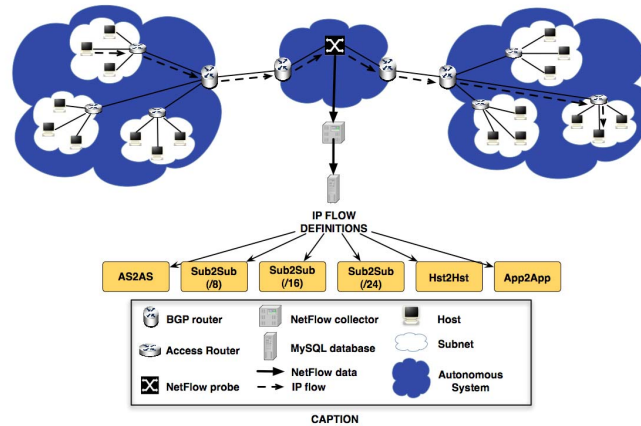 IP FLOW
DEFINITIONS
AS2AS
Sub2Sub
(/8)
Sub2Sub
(/16)
Sub2Sub
(/24)
Hst2Hst
App2App
BGP router
NetFlow collector
Host
Access Router
MySQL database
Subnet
NetFlow probe
NetFlow data
IP flow
Autonomous
System
CAPTION